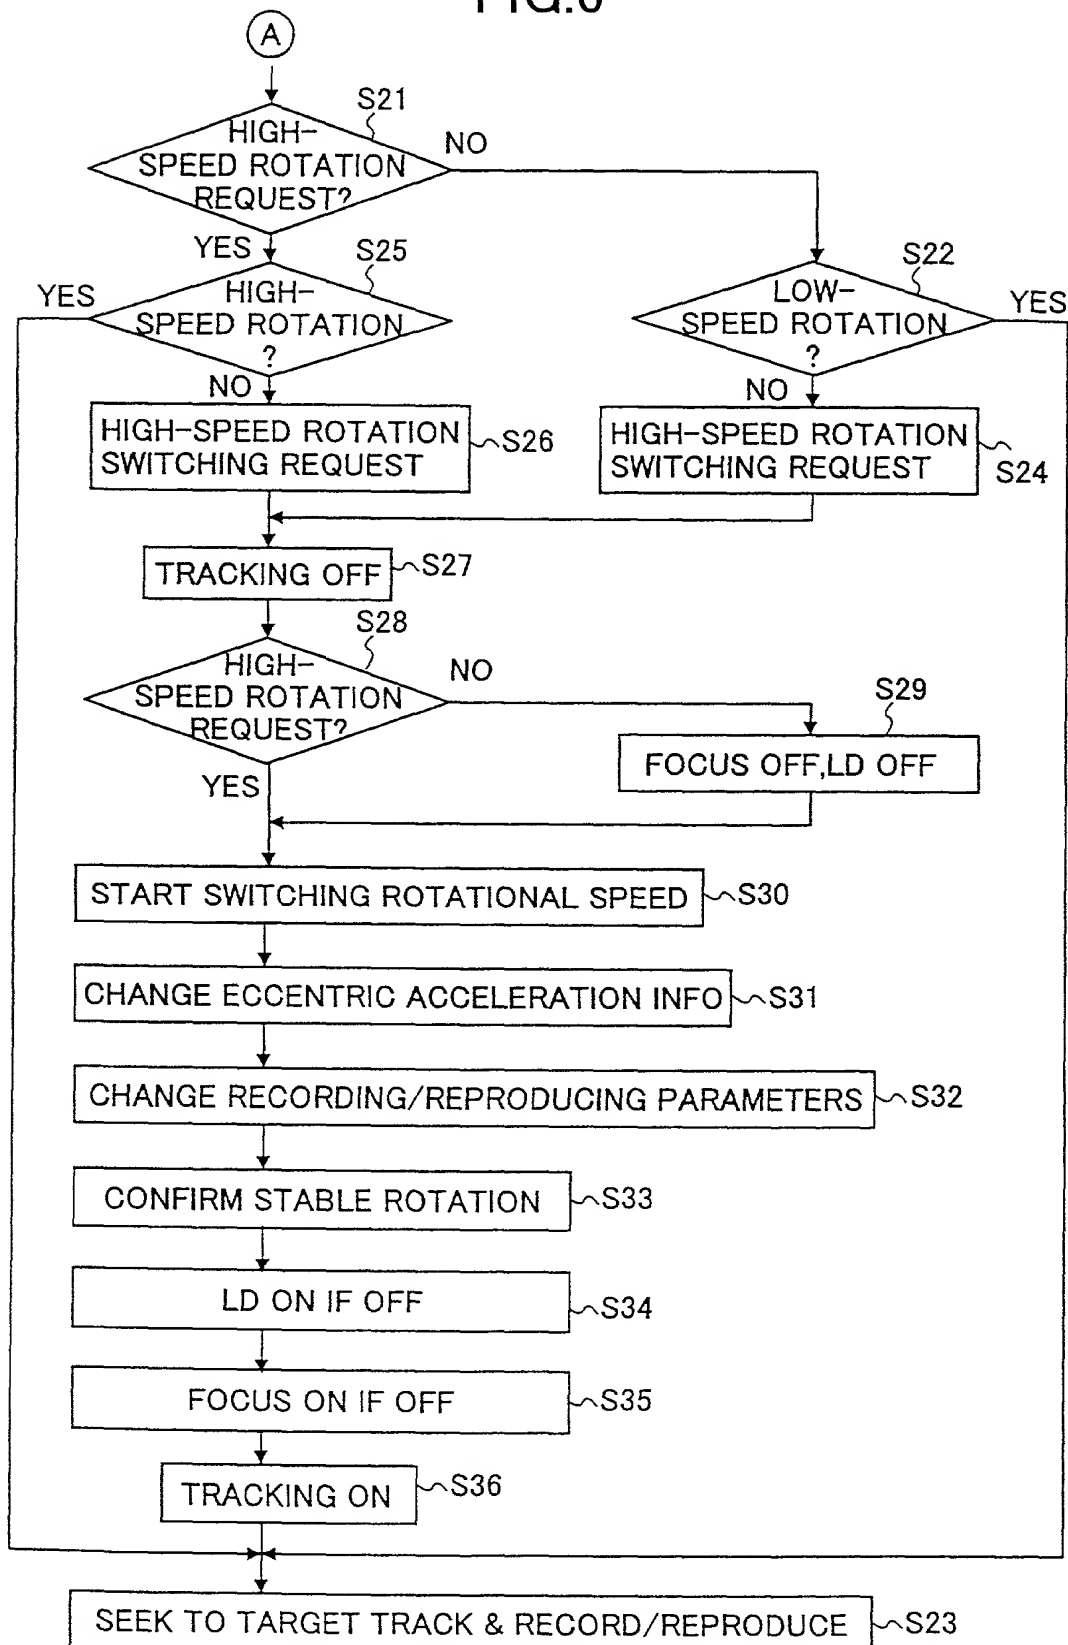 FIG.6
A
S21
HIGH-
SPEED ROTATION
REQUEST?
NO
YES
S25
HIGH-
SPEED ROTATION
?
YES
NO
S22
LOW-
SPEED ROTATION
?
YES
NO
HIGH-SPEED ROTATION
SWITCHING REQUEST
S26
HIGH-SPEED ROTATION
SWITCHING REQUEST
S24
TRACKING OFF
S27
S28
HIGH-
SPEED ROTATION
REQUEST?
NO
YES
S29
FOCUS OFF,LD OFF
START SWITCHING ROTATIONAL SPEED
S30
CHANGE ECCENTRIC ACCELERATION INFO
S31
CHANGE RECORDING/REPRODUCING PARAMETERS
S32
CONFIRM STABLE ROTATION
S33
LD ON IF OFF
S34
FOCUS ON IF OFF
S35
TRACKING ON
S36
SEEK TO TARGET TRACK & RECORD/REPRODUCE
S23